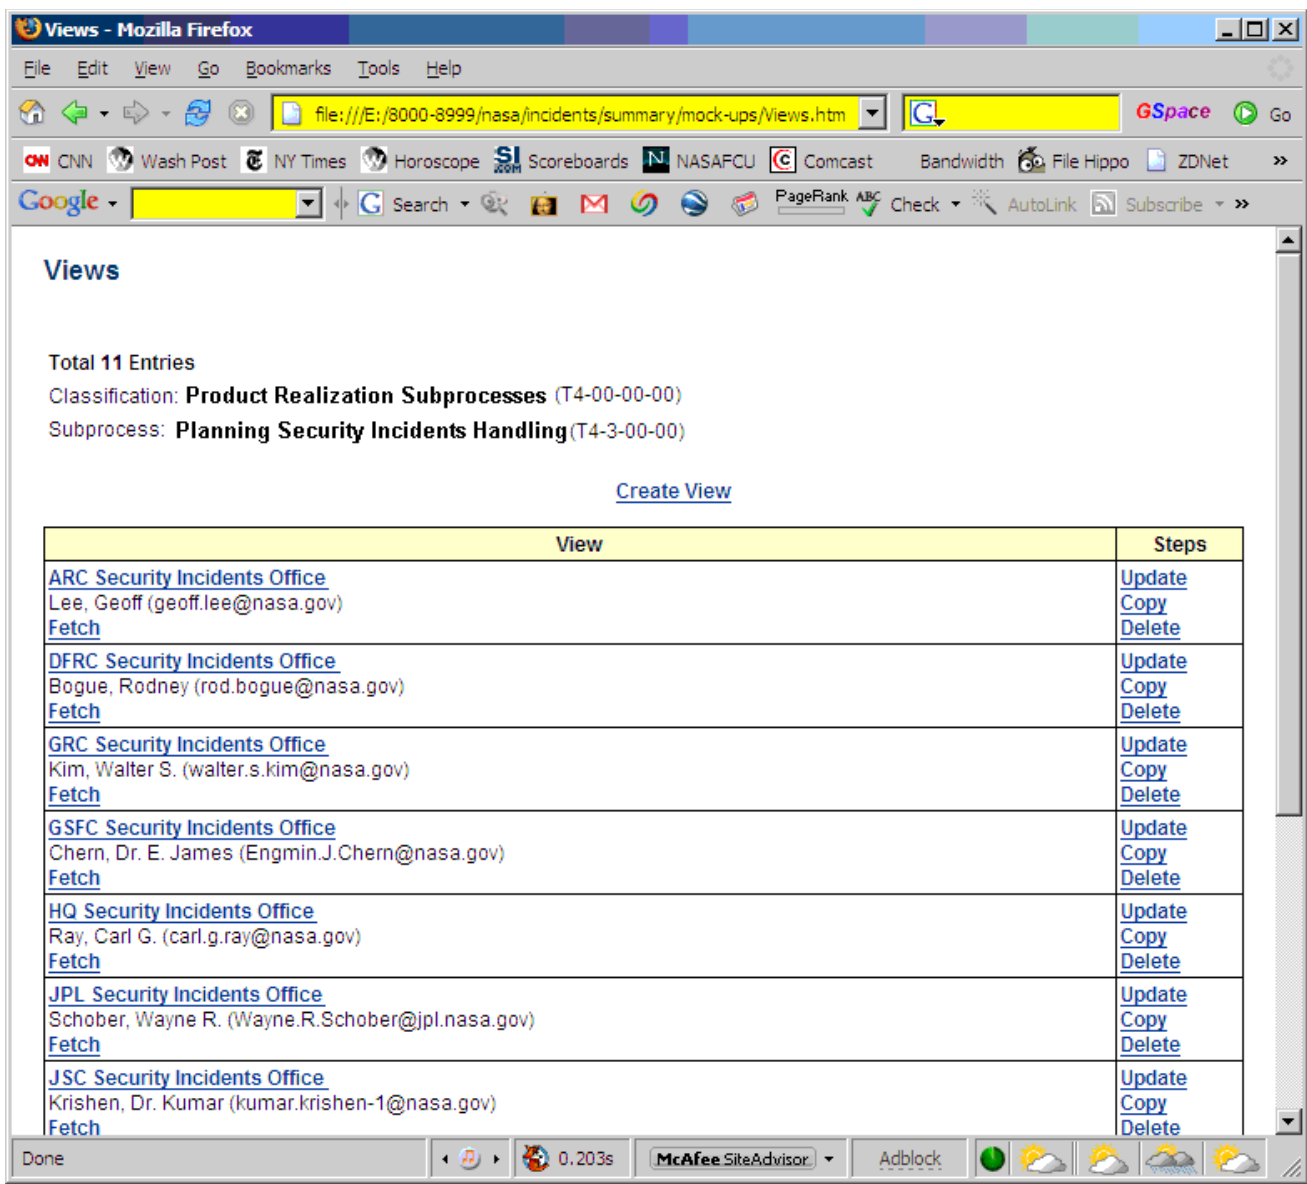 Views - Mozilla Firefox
File Edit View Go Bookmarks Tools Help
file:///E:/8000-8999/nasa/incidents/summary/mock-ups/Views.htm G GSpace Go
CNN CNN Wash Post NY Times Horoscope SI.COM Scoreboards N NASAFCU C Comcast Bandwidth File Hippo ZDNet »
Google G Search PageRank ABC Check AutoLink Subscribe »
Views
Total 11 Entries
Classification: Product Realization Subprocesses (T4-00-00-00)
Subprocess: Planning Security Incidents Handling(T4-3-00-00)
Create View
View Steps
ARC Security Incidents Office Update
Lee, Geoff (geoff.lee@nasa.gov) Copy
Fetch Delete
DFRC Security Incidents Office Update
Bogue, Rodney (rod.bogue@nasa.gov) Copy
Fetch Delete
GRC Security Incidents Office Update
Kim, Walter S. (walter.s.kim@nasa.gov) Copy
Fetch Delete
GSFC Security Incidents Office Update
Chern, Dr. E. James (Engmin.J.Chern@nasa.gov) Copy
Fetch Delete
HQ Security Incidents Office Update
Ray, Carl G. (carl.g.ray@nasa.gov) Copy
Fetch Delete
JPL Security Incidents Office Update
Schober, Wayne R. (Wayne.R.Schober@jpl.nasa.gov) Copy
Fetch Delete
JSC Security Incidents Office Update
Krishen, Dr. Kumar (kumar.krishen-1@nasa.gov) Copy
Fetch Delete
Done 0.203s McAfee SiteAdvisor Adblock